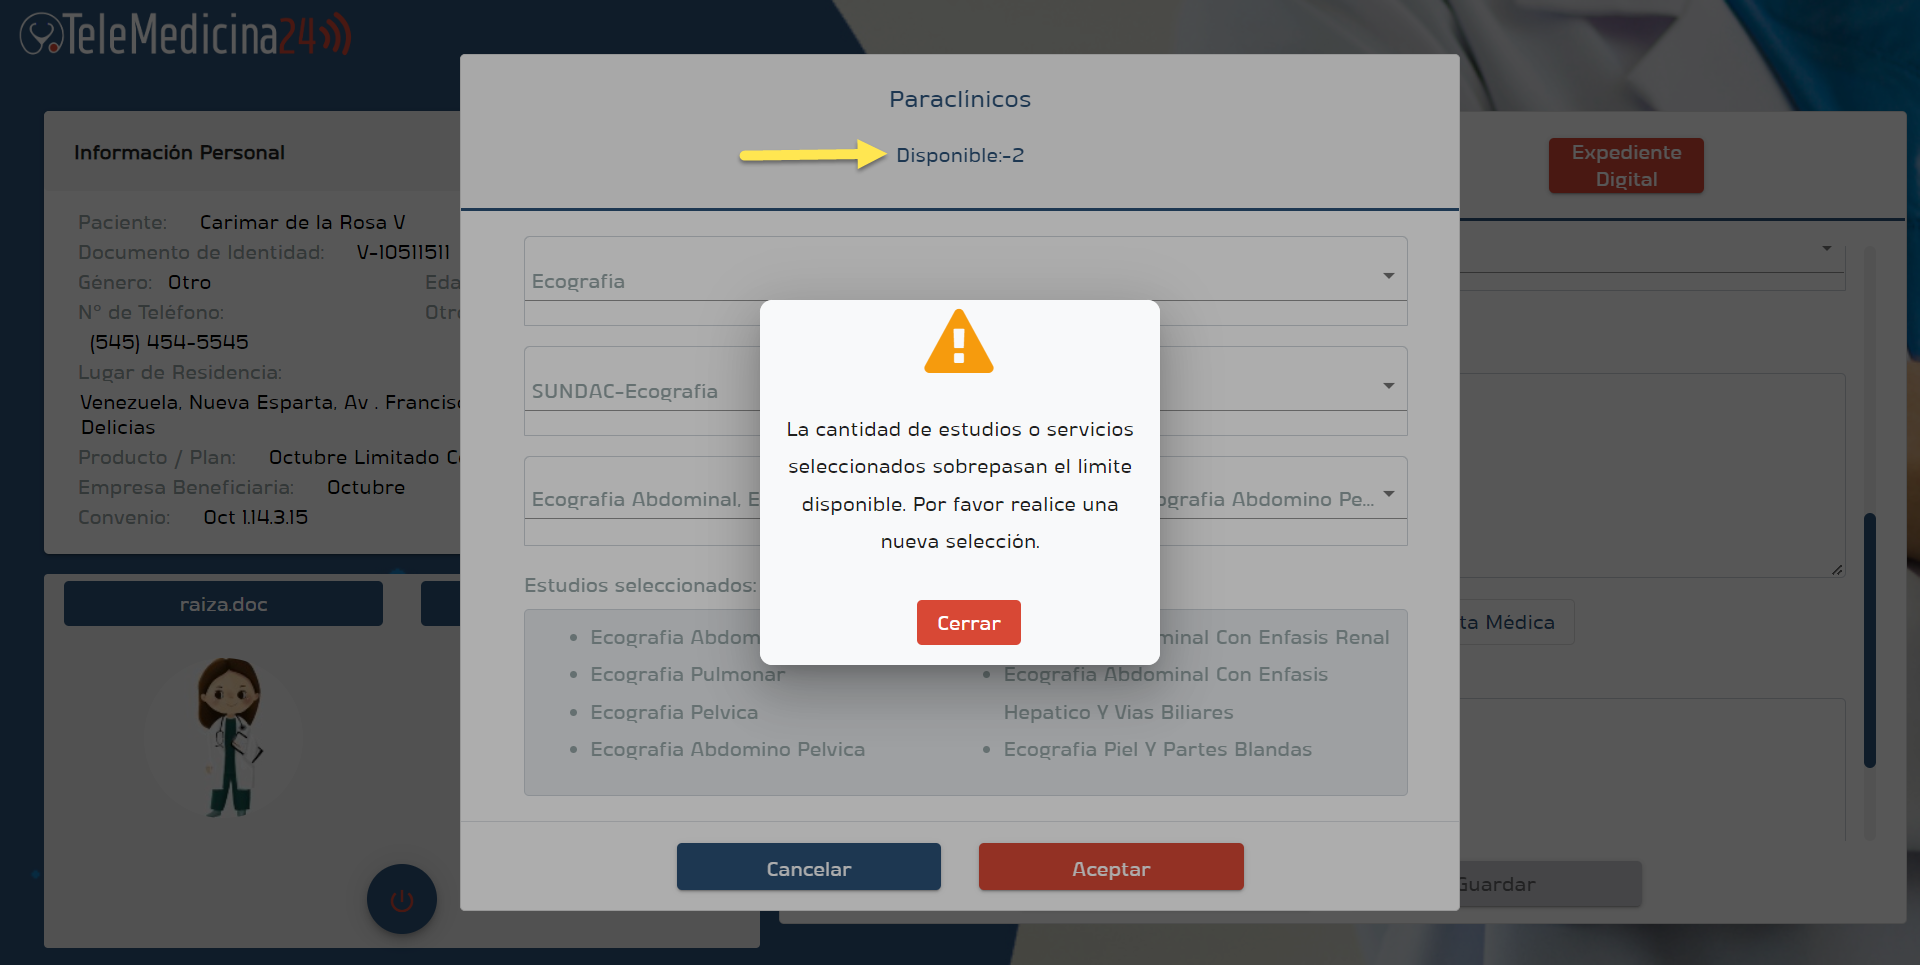 TeleMedicina24
Paraclínicos
Disponible:-2
Información Personal
Expediente
Digital
Paciente: Carimar de la Rosa V
Documento de Identidad: V-10511511
Género: Otro
Nº de Teléfono:
(545) 454-5545
Lugar de Residencia:
Venezuela, Nueva Esparta, Av . Francisc
Delicias
Producto / Plan: Octubre Limitado
Empresa Beneficiaria: Octubre
Convenio: Oct 1.14.3.15
raiza.doc
Ecografia
SUNDAC-Ecografia
Ecografia Abdominal, E
ografia Abdomino Pe...
La cantidad de estudios o servicios
seleccionados sobrepasan el límite
disponible. Por favor realice una
nueva selección.
Cerrar
Estudios seleccionados:
Ecografia Abdom
Ecografia Pulmonar
Ecografia Pelvica
Ecografia Abdomino Pelvica
minal Con Enfasis Renal
Ecografia Abdominal Con Enfasis
Hepatico Y Vias Biliares
Ecografia Piel Y Partes Blandas
ta Médica
Cancelar
Aceptar
Guardar